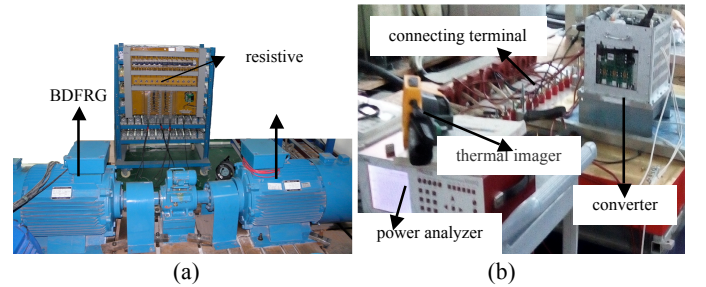 resistive
BDFRG
connecting terminal
thermal imager
converter
power analyzer
(a)
(b)